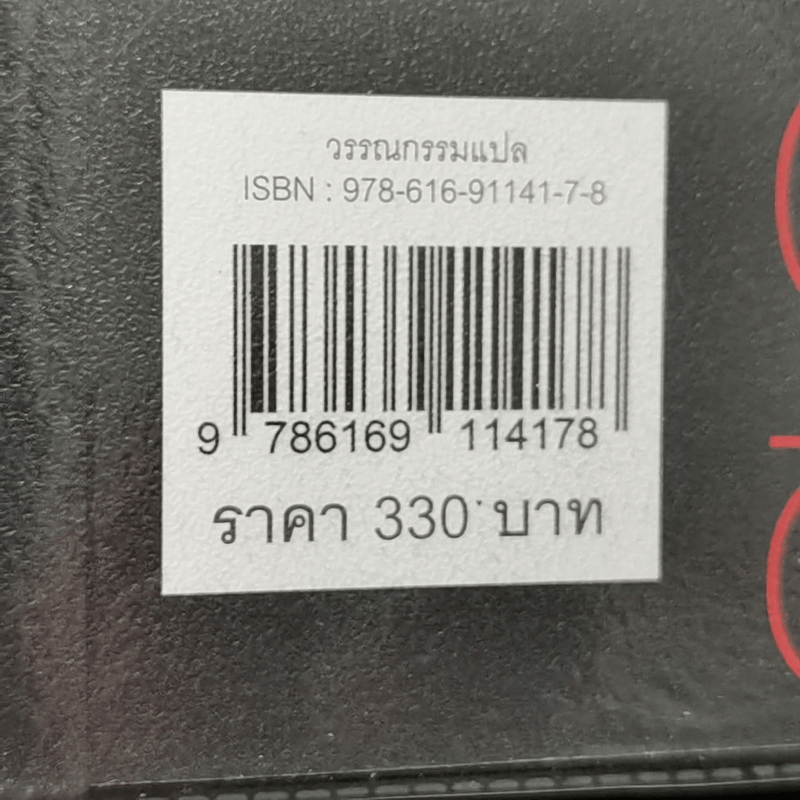 วรรณกรรมแปล
ISBN : 978-616-91141-7-8
9 786169 114178
ราคา 330 บาท